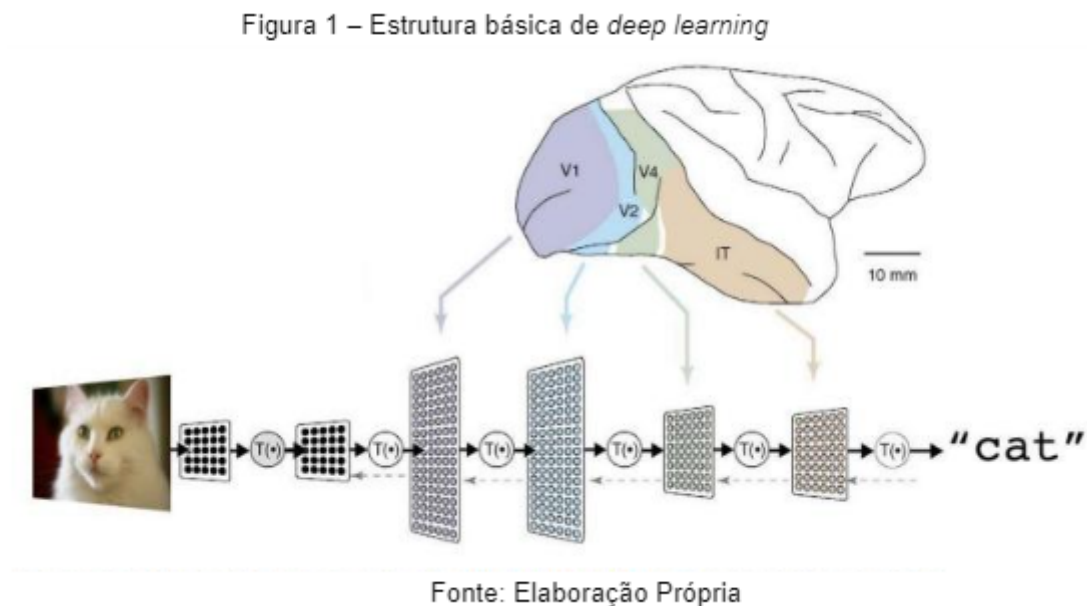 Figura 1 – Estrutura básica de deep learning
V1
V2
V4
IT
10 mm
T(•)
T(•)
T(•)
T(•)
T(•)
T(•)
"cat"
Fonte: Elaboração Própria